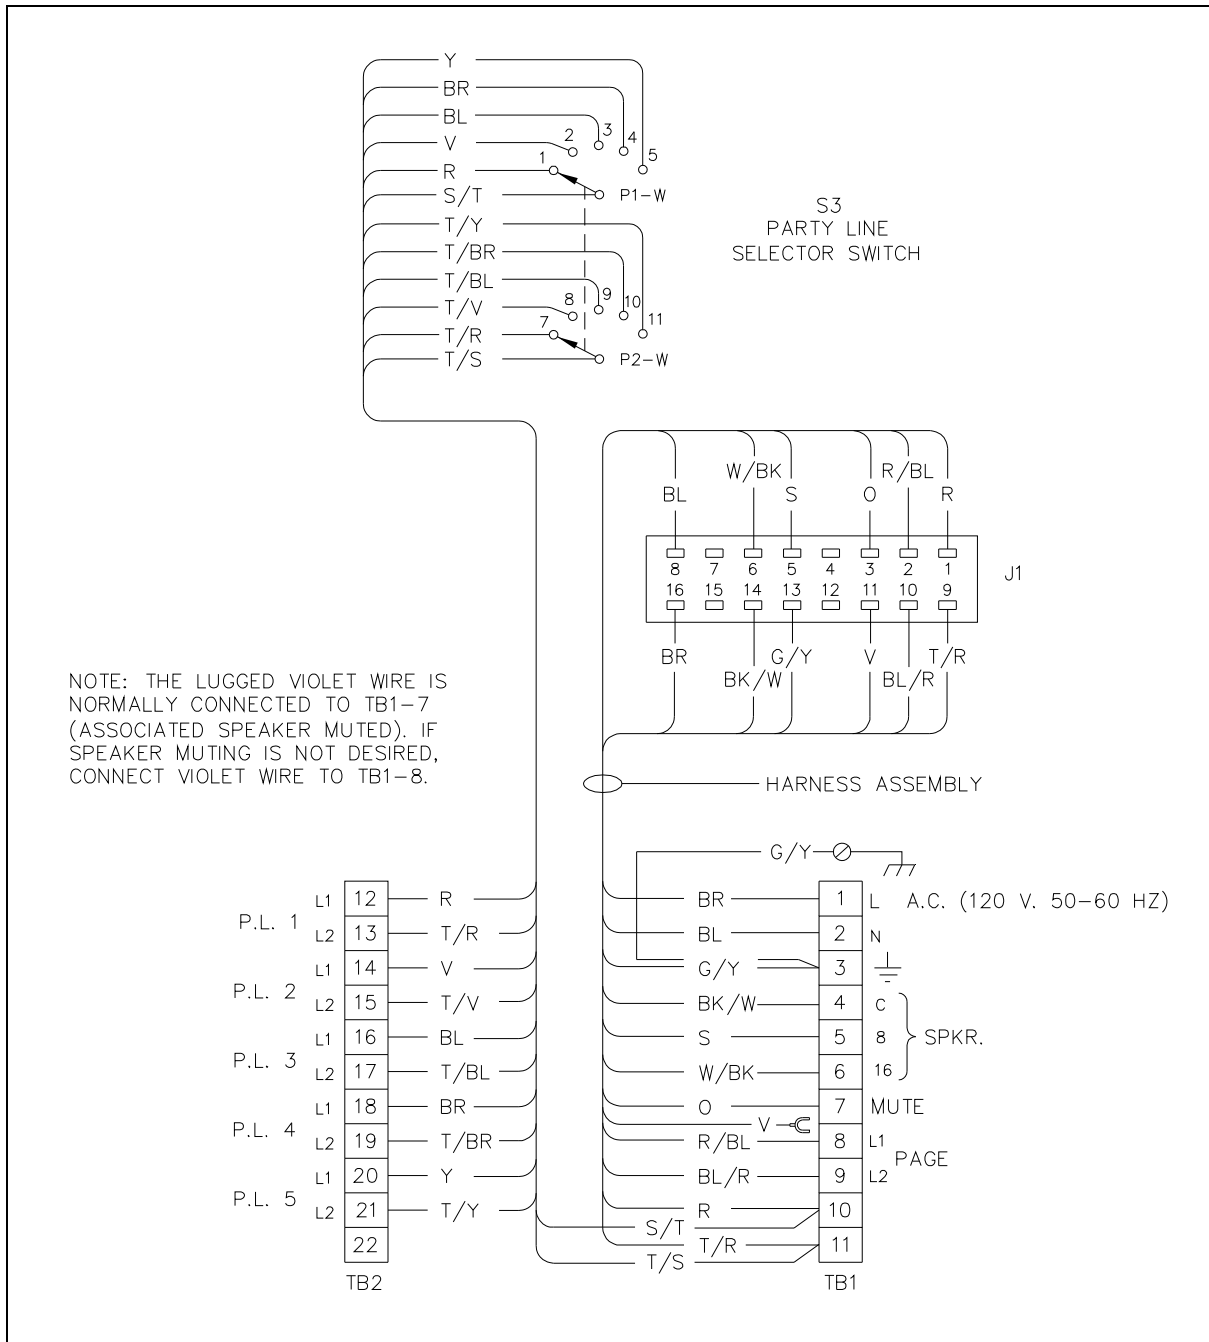 Y
BR
BL
V
R
S/T
T/Y
T/BR
T/BL
T/V
T/R
T/S
1
2
3
4
5
P1-W
7
8
9
10
11
P2-W
S3
PARTY LINE
SELECTOR SWITCH
W/BK
R/BL
BL
S
O
R
8 7 6 5 4 3 2 1
16 15 14 13 12 11 10 9
J1
BR
G/Y
V
T/R
BK/W
BL/R
NOTE: THE LUGGED VIOLET WIRE IS
NORMALLY CONNECTED TO TB1-7
(ASSOCIATED SPEAKER MUTED). IF
SPEAKER MUTING IS NOT DESIRED,
CONNECT VIOLET WIRE TO TB1-8.
HARNESS ASSEMBLY
G/Y
P.L. 1
L1 12 R
L2 13 T/R
P.L. 2
L1 14 V
L2 15 T/V
P.L. 3
L1 16 BL
L2 17 T/BL
P.L. 4
L1 18 BR
L2 19 T/BR
P.L. 5
L1 20 Y
L2 21 T/Y
22
TB2
BR 1 L A.C. (120 V. 50-60 HZ)
BL 2 N
G/Y 3
BK/W 4 C
S 5 8 SPKR.
W/BK 6 16
O 7 MUTE
V
R/BL 8 L1
PAGE
BL/R 9 L2
R 10
S/T
T/R 11
T/S
TB1